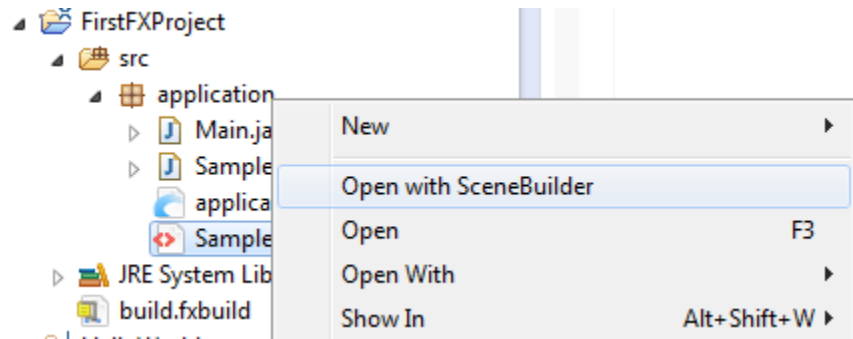 FirstFXProject
src
application
Main.ja
New
Sample
Open with SceneBuilder
applica
Sample
Open F3
JRE System Lib
Open With
build.fxbuild
Show In Alt+Shift+W